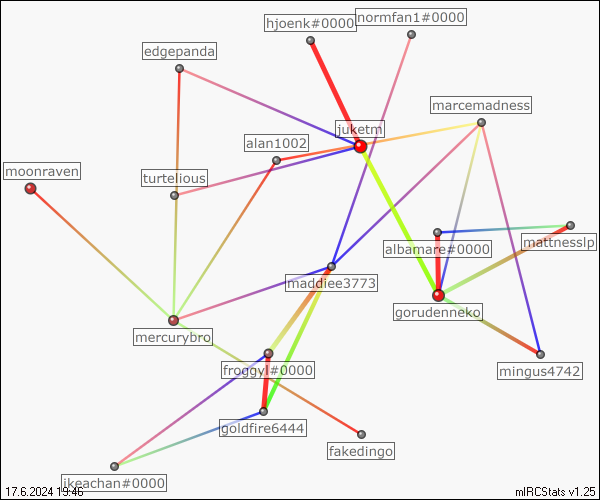 hjoenk#0000
normfan1#0000
edgepanda
marcemadness
juketm
alan1002
moonraven
turtelious
albamare#0000
mattnesslp
maddiee3773
gorudenneko
mercurybro
froggyl#0000
mingus4742
goldfire6444
fakedingo
ikeachan#0000
17.6.2024 19:46
mIRCStats v1.25